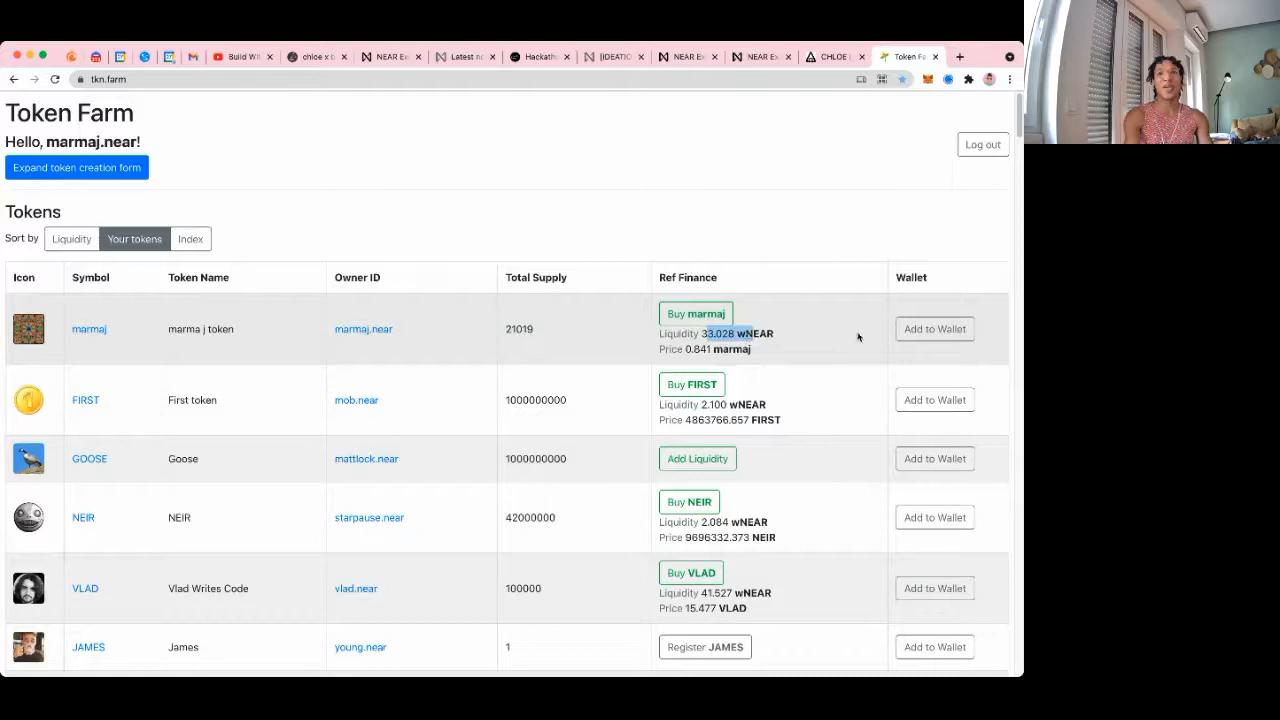 Build Wi
chloe x b
NEAR Ex
Latest no
Hackath
[IDEATIC
NEAR Ex
NEAR Ex
CHLOE
Token Fa
tkn.farm
Token Farm
Hello, marmaj.near!
Log out
Expand token creation form
Tokens
Sort by Liquidity Your tokens Index
Icon Symbol Token Name Owner ID Total Supply Ref Finance Wallet
marmaj marma j token marmaj.near 21019 Buy marmaj Add to Wallet
Liquidity 33.028 wNEAR
Price 0.841 marmaj
FIRST First token mob.near 1000000000 Buy FIRST Add to Wallet
Liquidity 2.100 wNEAR
Price 4863766.657 FIRST
GOOSE Goose mattlock.near 1000000000 Add Liquidity Add to Wallet
NEIR NEIR starpause.near 42000000 Buy NEIR Add to Wallet
Liquidity 2.084 wNEAR
Price 9696332.373 NEIR
VLAD Vlad Writes Code vlad.near 100000 Buy VLAD Add to Wallet
Liquidity 41.527 wNEAR
Price 15.477 VLAD
JAMES James young.near 1 Register JAMES Add to Wallet